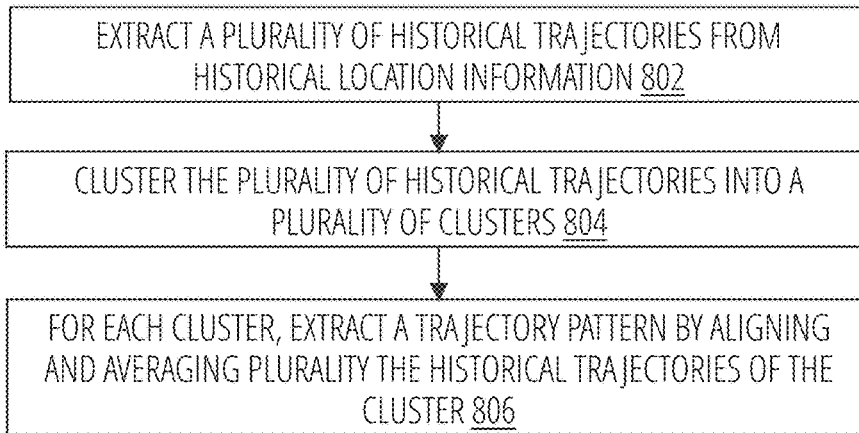 EXTRACT A PLURALITY OF HISTORICAL TRAJECTORIES FROM
HISTORICAL LOCATION INFORMATION 802
CLUSTER THE PLURALITY OF HISTORICAL TRAJECTORIES INTO A
PLURALITY OF CLUSTERS 804
FOR EACH CLUSTER, EXTRACT A TRAJECTORY PATTERN BY ALIGNING
AND AVERAGING PLURALITY THE HISTORICAL TRAJECTORIES OF THE
CLUSTER 806